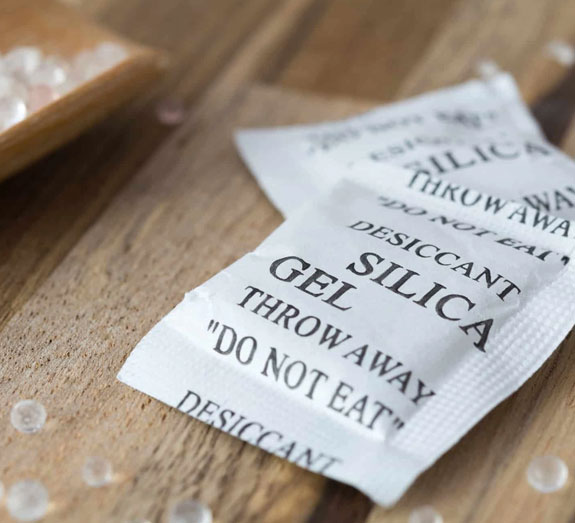 SILICA
THROW AWAY
"DO NOT EAT"
DESICCANT
SILICA
GEL
THROW AWAY
"DO NOT EAT"
DESICCANT